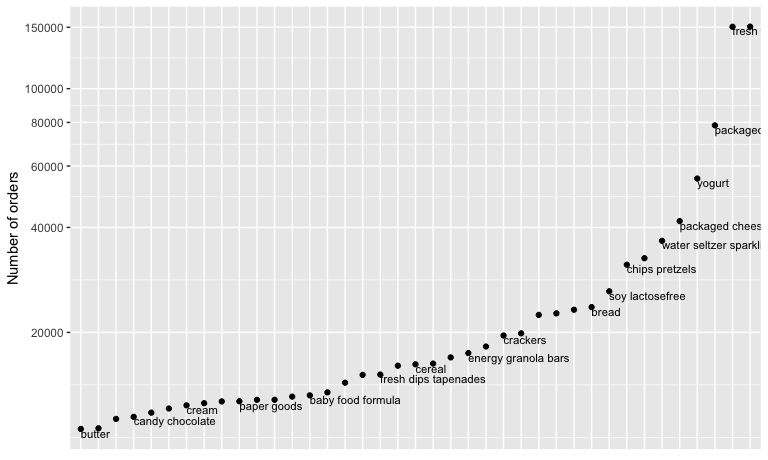 150000
fresh
100000
80000
packaged
60000
yogurt
40000
packaged chees
water seltzer sparkli
chips pretzels
soy lactosefree
bread
20000
crackers
energy granola bars
cereal
fresh dips tapenades
baby food formula
paper goods
cream
candy chocolate
butter
Number of orders